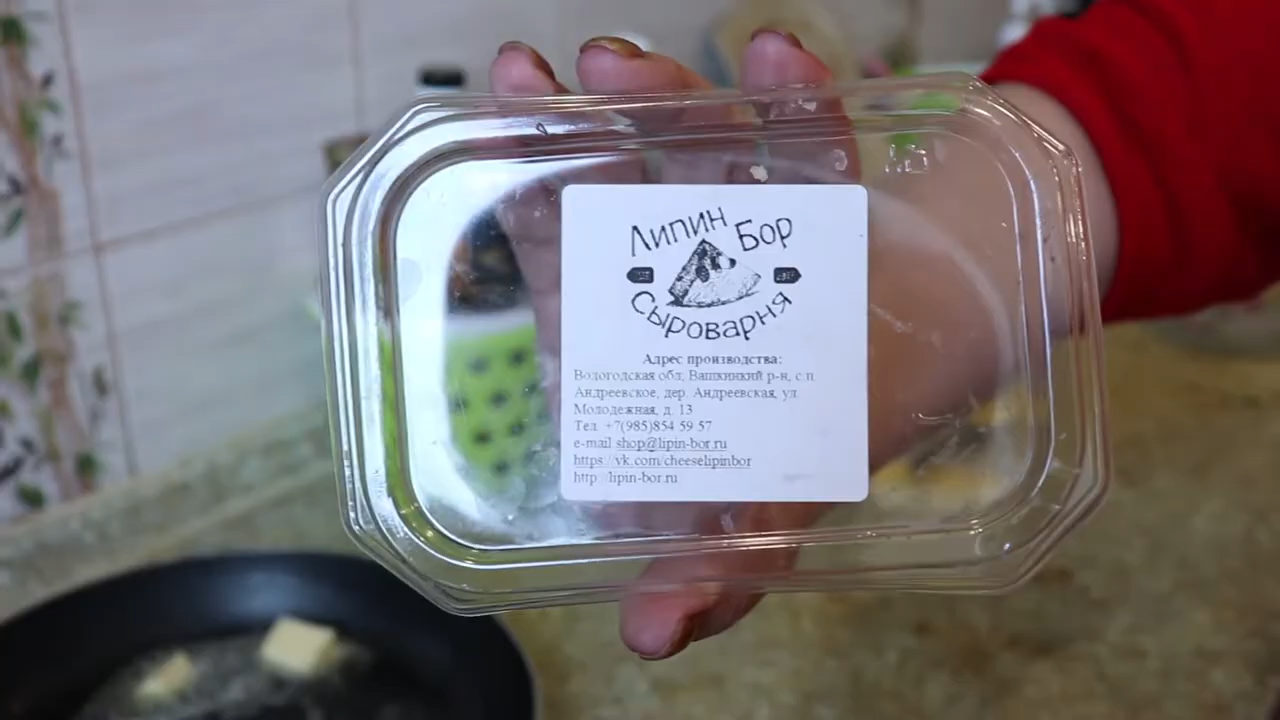 Липин Бор
Сыроварня
Адрес производства:
Вологодская обл, Вашкинкий р-н, с.п.
Андреевское, дер. Андреевская, ул.
Молодежная, д. 13
Тел. +7(985)854 59 57
e-mail shop@lipin-bor.ru
https://vk.com/cheeselipinbor
http://lipin-bor.ru